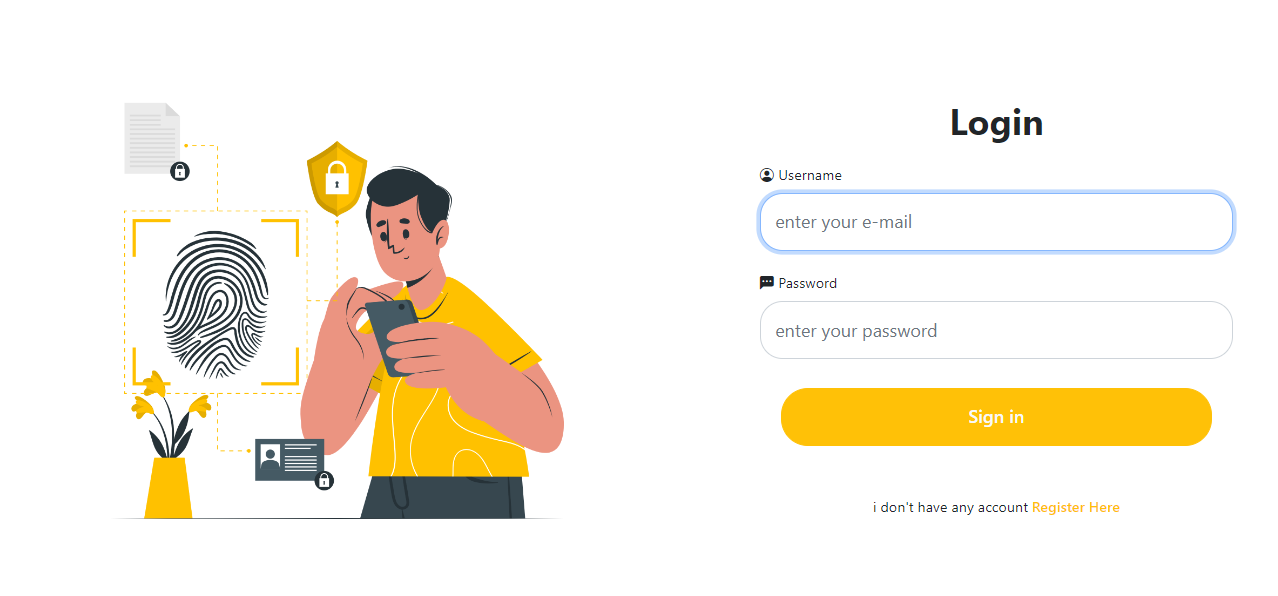 Login
Username
enter your e-mail
Password
enter your password
Sign in
i don't have any account Register Here